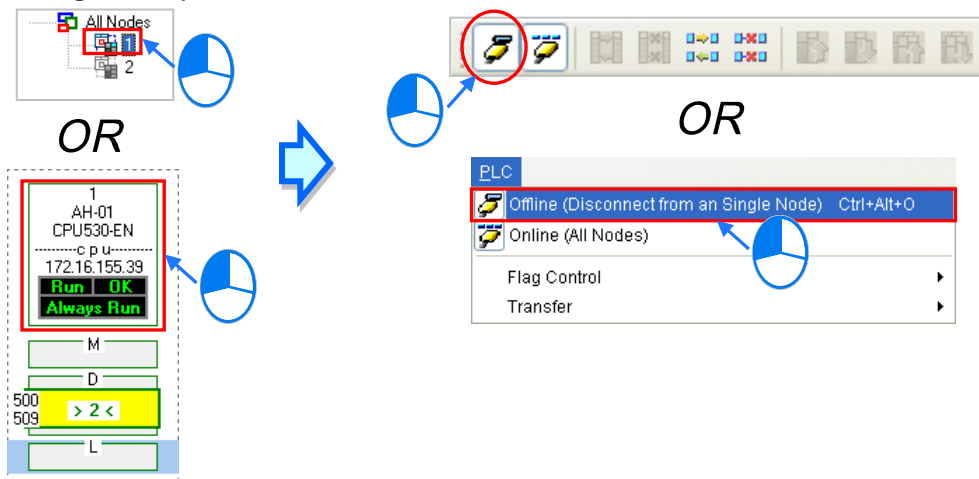 All Nodes
1
2
OR
1
AH-01
CPU530-EN
--------c p u--------
172.16.155.39
Run OK
Always Run
M
D
500
509
> 2 <
L
OR
PLC
Offline (Disconnect from an Single Node) Ctrl+Alt+O
Online (All Nodes)
Flag Control
Transfer